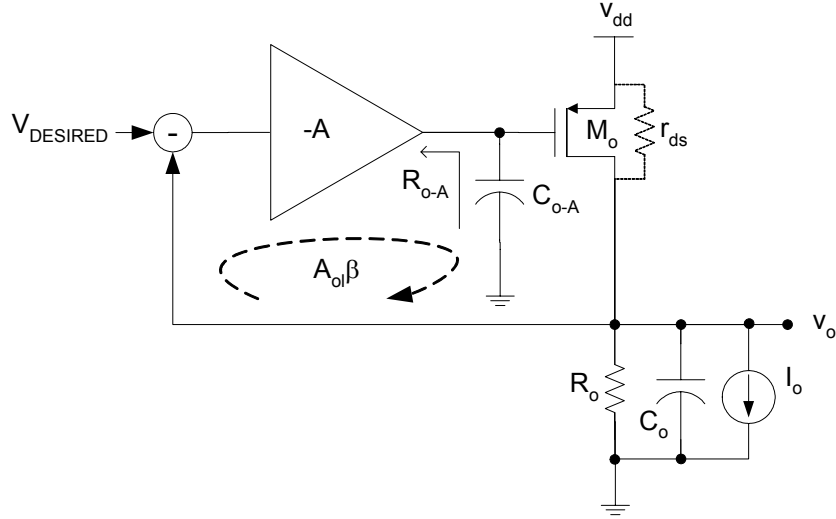 v_dd
V_DESIRED
-
-A
M_o
r_ds
R_o-A
C_o-A
A_olβ
v_o
R_o
C_o
I_o